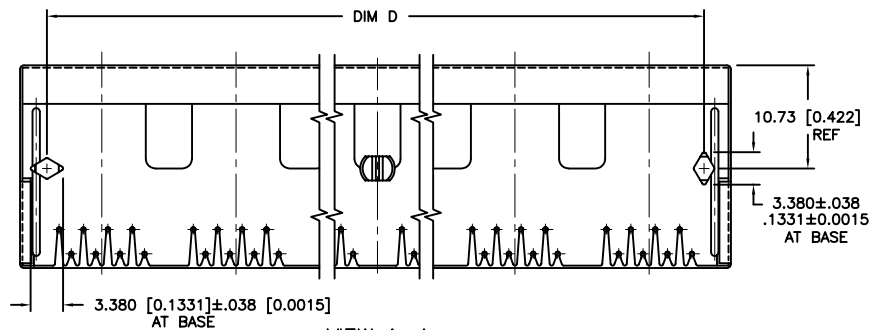 DIM D
10.73 [0.422]
REF
3.380±.038
.1331±0.0015
AT BASE
3.380 [0.1331]±.038 [0.0015]
AT BASE